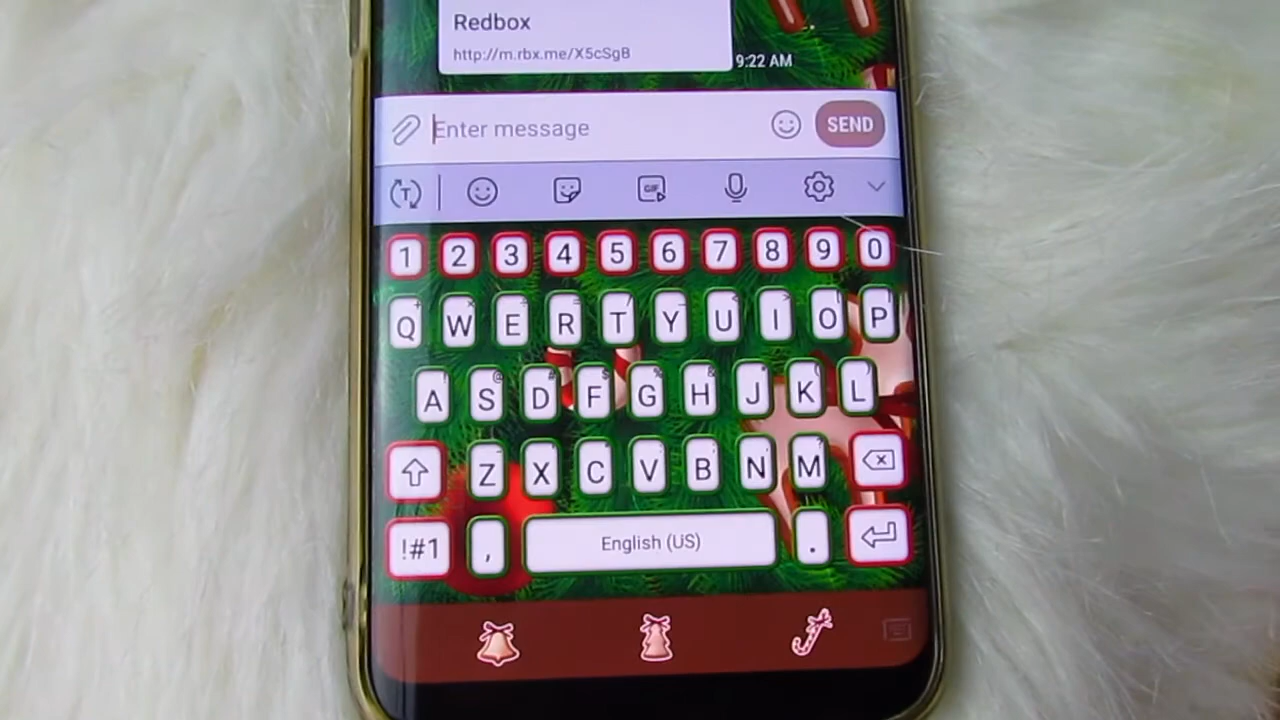 Redbox
http://m.rbx.me/X5cSgB
9:22 AM
Enter message
SEND
T
GIF
1 2 3 4 5 6 7 8 9 0
Q W E R T Y U I O P
A S D F G H J K L
Z X C V B N M
!#1 , English (US) .